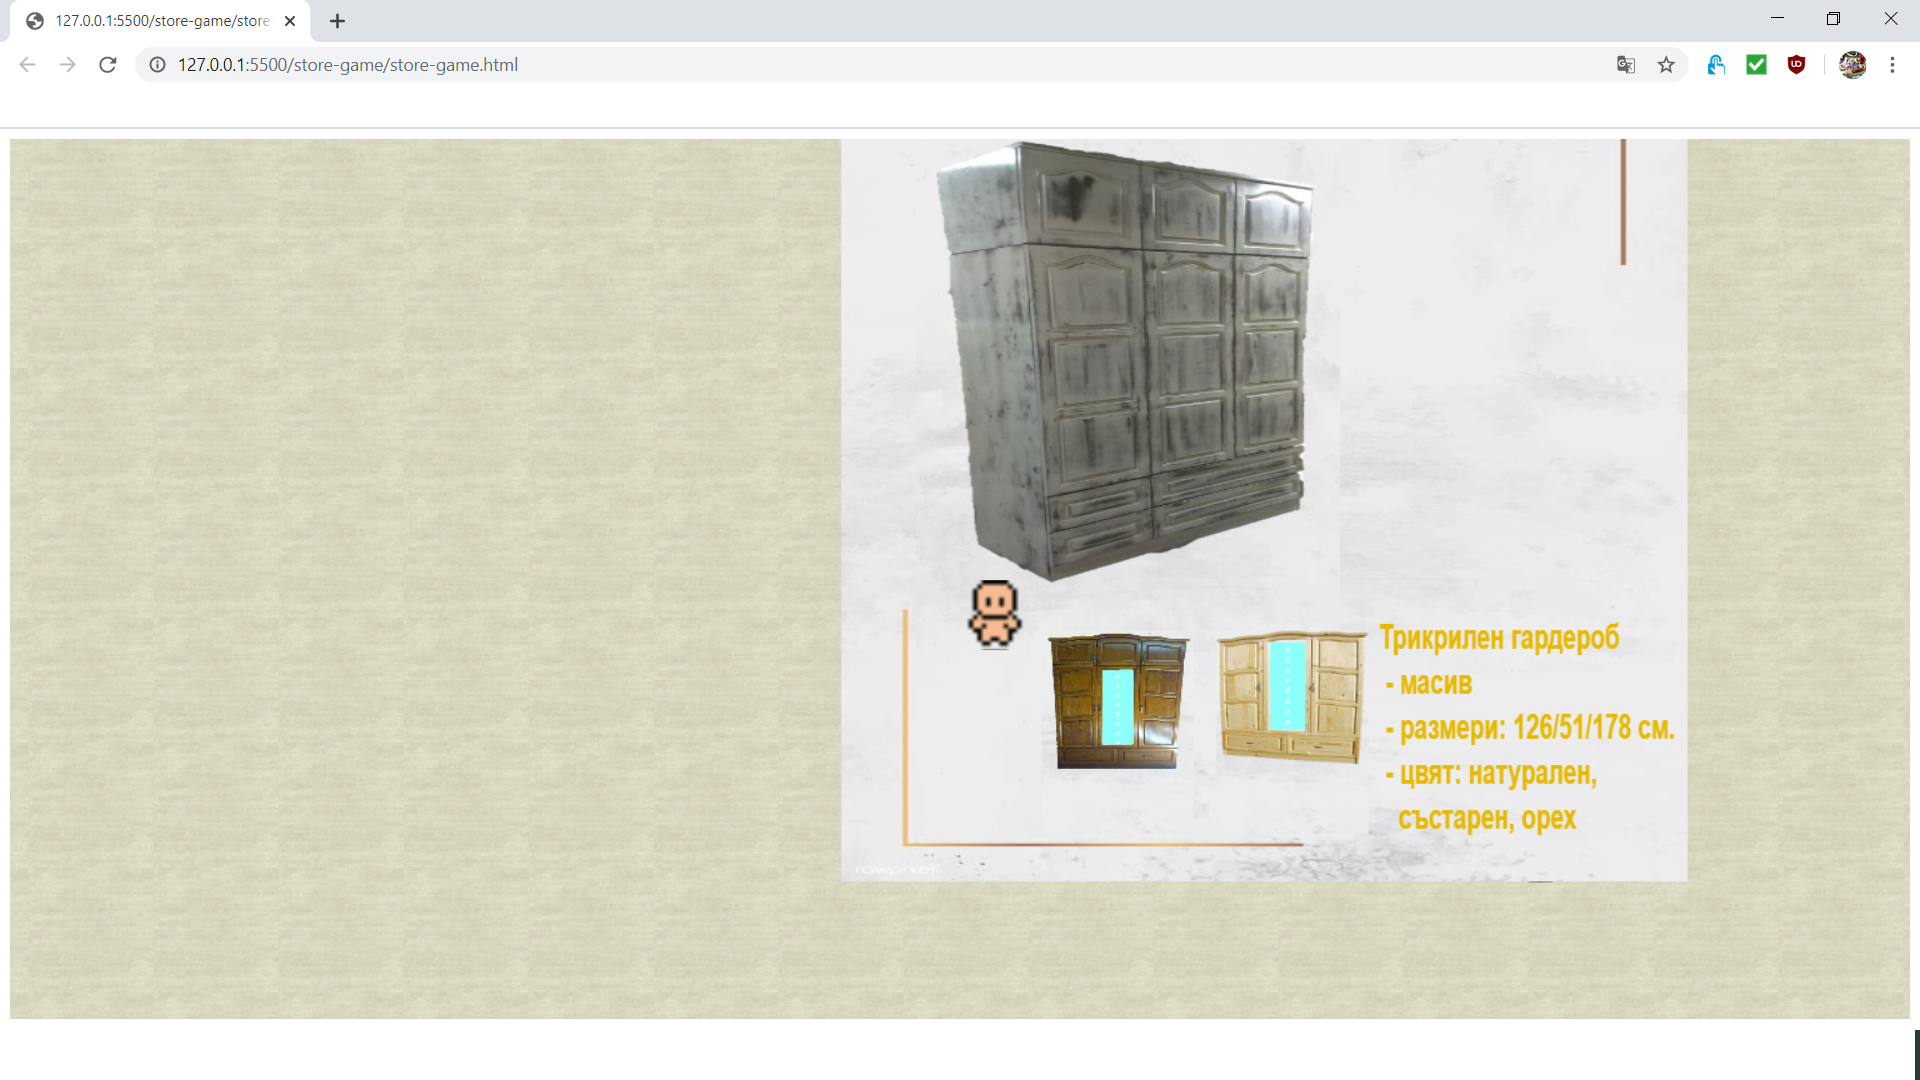 127.0.0.1:5500/store-game/store-
127.0.0.1:5500/store-game/store-game.html
Трикрилен гардероб
- масив
- размери: 126/51/178 см.
- цвят: натурален,
състарен, орех
rawpixel